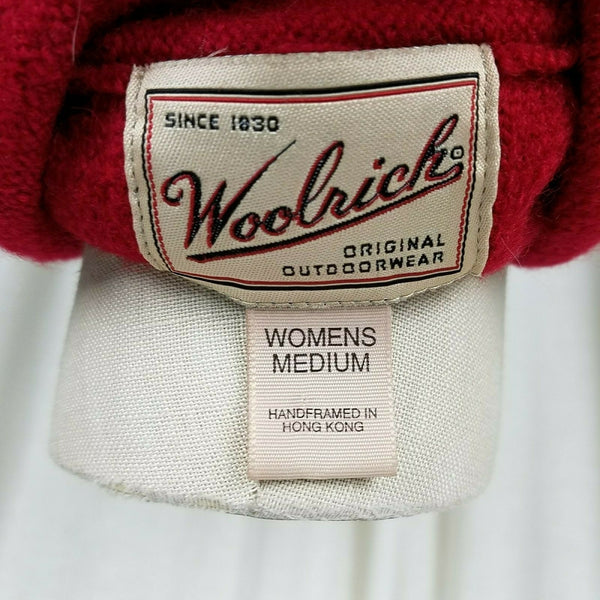 SINCE 1830
Woolrich
ORIGINAL
OUTDOORWEAR
WOMENS
MEDIUM
HANDFRAMED IN
HONG KONG